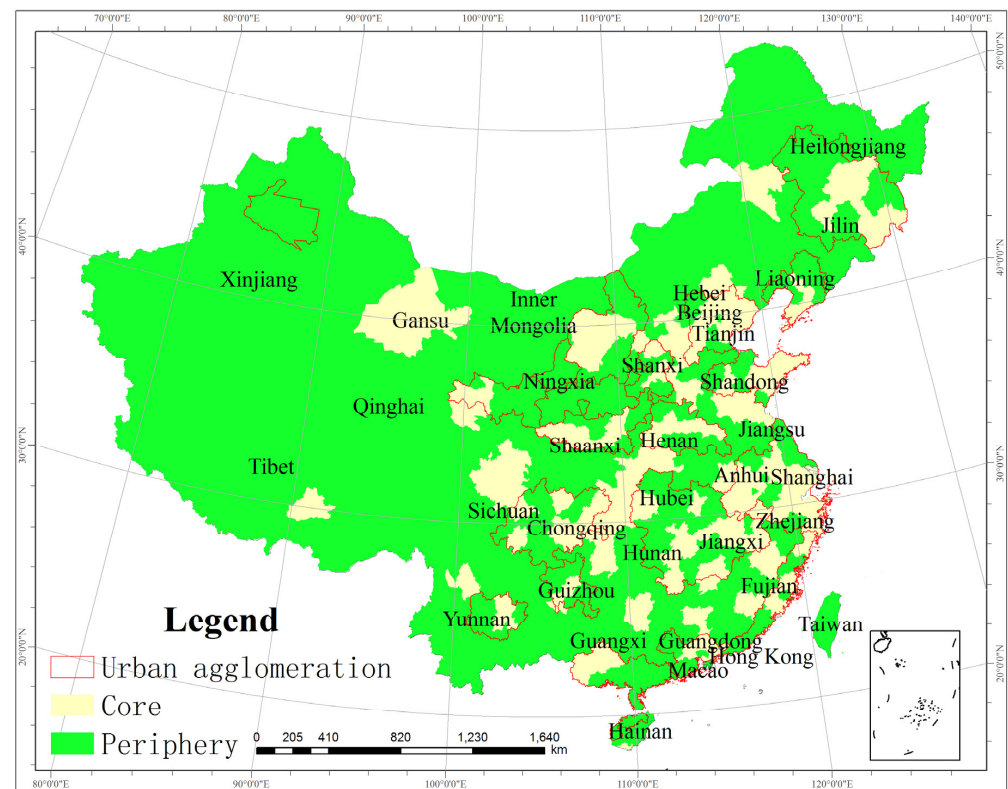 70°0'0"E 80°0'0"E 90°0'0"E 100°0'0"E 110°0'0"E 120°0'0"E 130°0'0"E 140°0'0"E
50°0'0"N
40°0'0"N
30°0'0"N
20°0'0"N
50°0'0"N
40°0'0"N
30°0'0"N
20°0'0"N
Heilongjiang
Jilin
Liaoning
Xinjiang
Inner
Mongolia
Hebei
Beijing
Tianjin
Gansu
Shanxi
Ningxia
Shandong
Qinghai
Jiangsu
Shaanxi
Henan
Tibet
Anhui
Shanghai
Hubei
Sichuan
Chongqing
Zhejiang
Hunan
Jiangxi
Guizhou
Fujian
Yunnan
Taiwan
Guangxi
Guangdong
Hong Kong
Macao
Hainan
Legend
Urban agglomeration
Core
Periphery
0 205 410 820 1,230 1,640
km
80°0'0"E 90°0'0"E 100°0'0"E 110°0'0"E 120°0'0"E